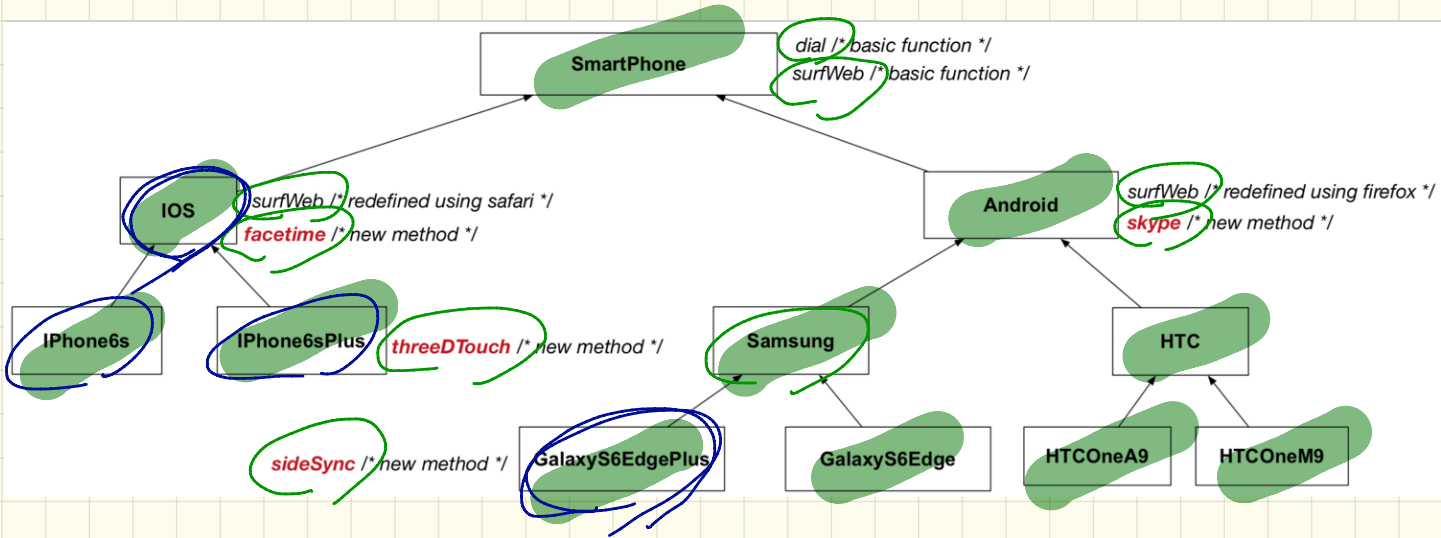 SmartPhone
dial /* basic function */
surfWeb /* basic function */
IOS
surfWeb /* redefined using safari */
facetime /* new method */
Android
surfWeb /* redefined using firefox */
skype /* new method */
IPhone6s
IPhone6sPlus
threeDTouch /* new method */
Samsung
HTC
sideSync /* new method */
GalaxyS6EdgePlus
GalaxyS6Edge
HTCOneA9
HTCOneM9